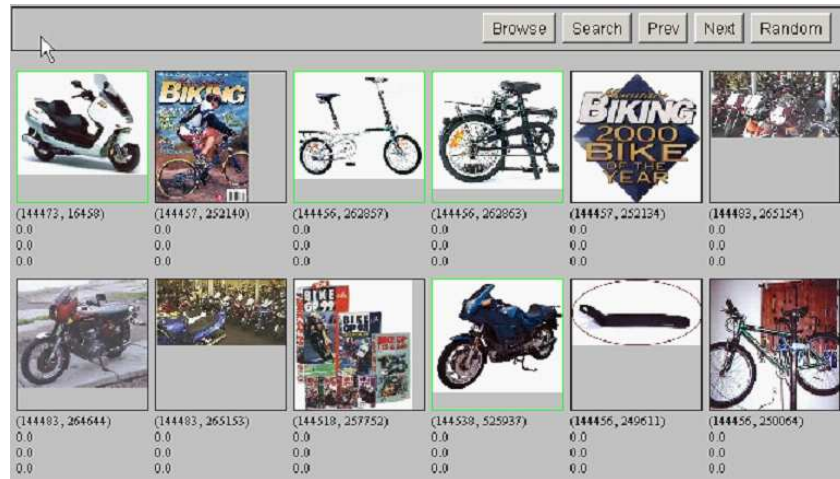 Browse Search Prev Next Random
BIKING
BIKING
2000
BIKE
OF THE
YEAR
(144473, 16458) (144457, 252140) (144456, 262857) (144456, 262863) (144457, 252134) (144483, 265154)
0.0 0.0 0.0 0.0 0.0 0.0
0.0 0.0 0.0 0.0 0.0 0.0
0.0 0.0 0.0 0.0 0.0 0.0
BIKE
(144483, 264644) (144483, 265153) (144518, 257752) (144538, 525937) (144456, 249611) (144456, 250064)
0.0 0.0 0.0 0.0 0.0 0.0
0.0 0.0 0.0 0.0 0.0 0.0
0.0 0.0 0.0 0.0 0.0 0.0